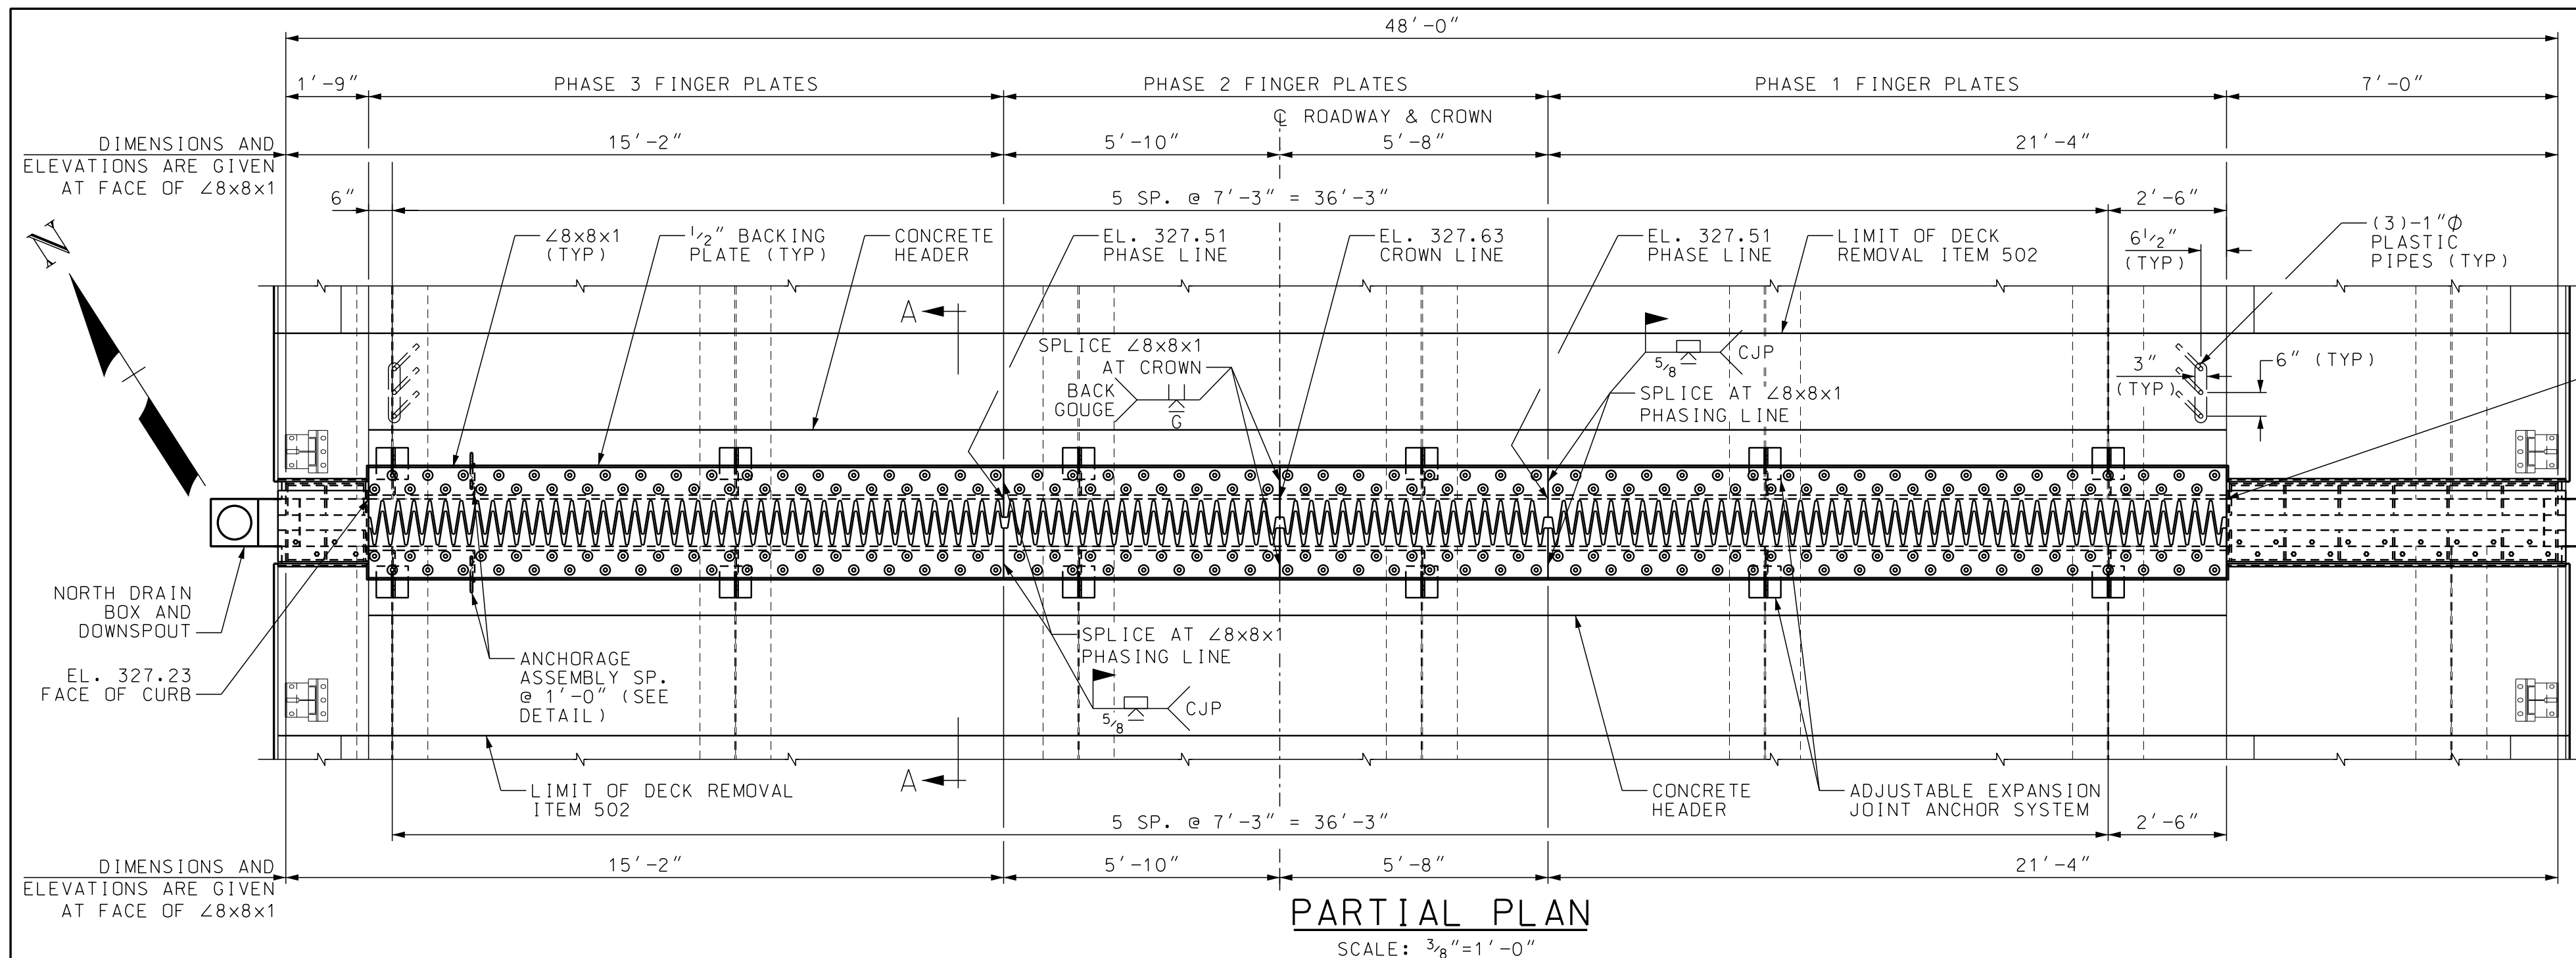 48'-0"
1'-9"
PHASE 3 FINGER PLATES
PHASE 2 FINGER PLATES
PHASE 1 FINGER PLATES
7'-0"
℄ ROADWAY & CROWN
DIMENSIONS AND
ELEVATIONS ARE GIVEN
AT FACE OF ∠8x8x1
15'-2"
5'-10"
5'-8"
21'-4"
6"
5 SP. @ 7'-3" = 36'-3"
2'-6"
N
∠8x8x1
(TYP)
1/2" BACKING
PLATE (TYP)
CONCRETE
HEADER
EL. 327.51
PHASE LINE
EL. 327.63
CROWN LINE
EL. 327.51
PHASE LINE
LIMIT OF DECK
REMOVAL ITEM 502
6 1/2"
(TYP)
(3)-1"Ø
PLASTIC
PIPES (TYP)
A
SPLICE ∠8x8x1
AT CROWN
BACK
GOUGE
G
5/8
CJP
SPLICE AT ∠8x8x1
PHASING LINE
3"
(TYP)
6" (TYP)
NORTH DRAIN
BOX AND
DOWNSPOUT
EL. 327.23
FACE OF CURB
ANCHORAGE
ASSEMBLY SP.
@ 1'-0" (SEE
DETAIL)
SPLICE AT ∠8x8x1
PHASING LINE
5/8
CJP
A
LIMIT OF DECK REMOVAL
ITEM 502
CONCRETE
HEADER
ADJUSTABLE EXPANSION
JOINT ANCHOR SYSTEM
5 SP. @ 7'-3" = 36'-3"
2'-6"
DIMENSIONS AND
ELEVATIONS ARE GIVEN
AT FACE OF ∠8x8x1
15'-2"
5'-10"
5'-8"
21'-4"
PARTIAL PLAN
SCALE: 3/8"=1'-0"